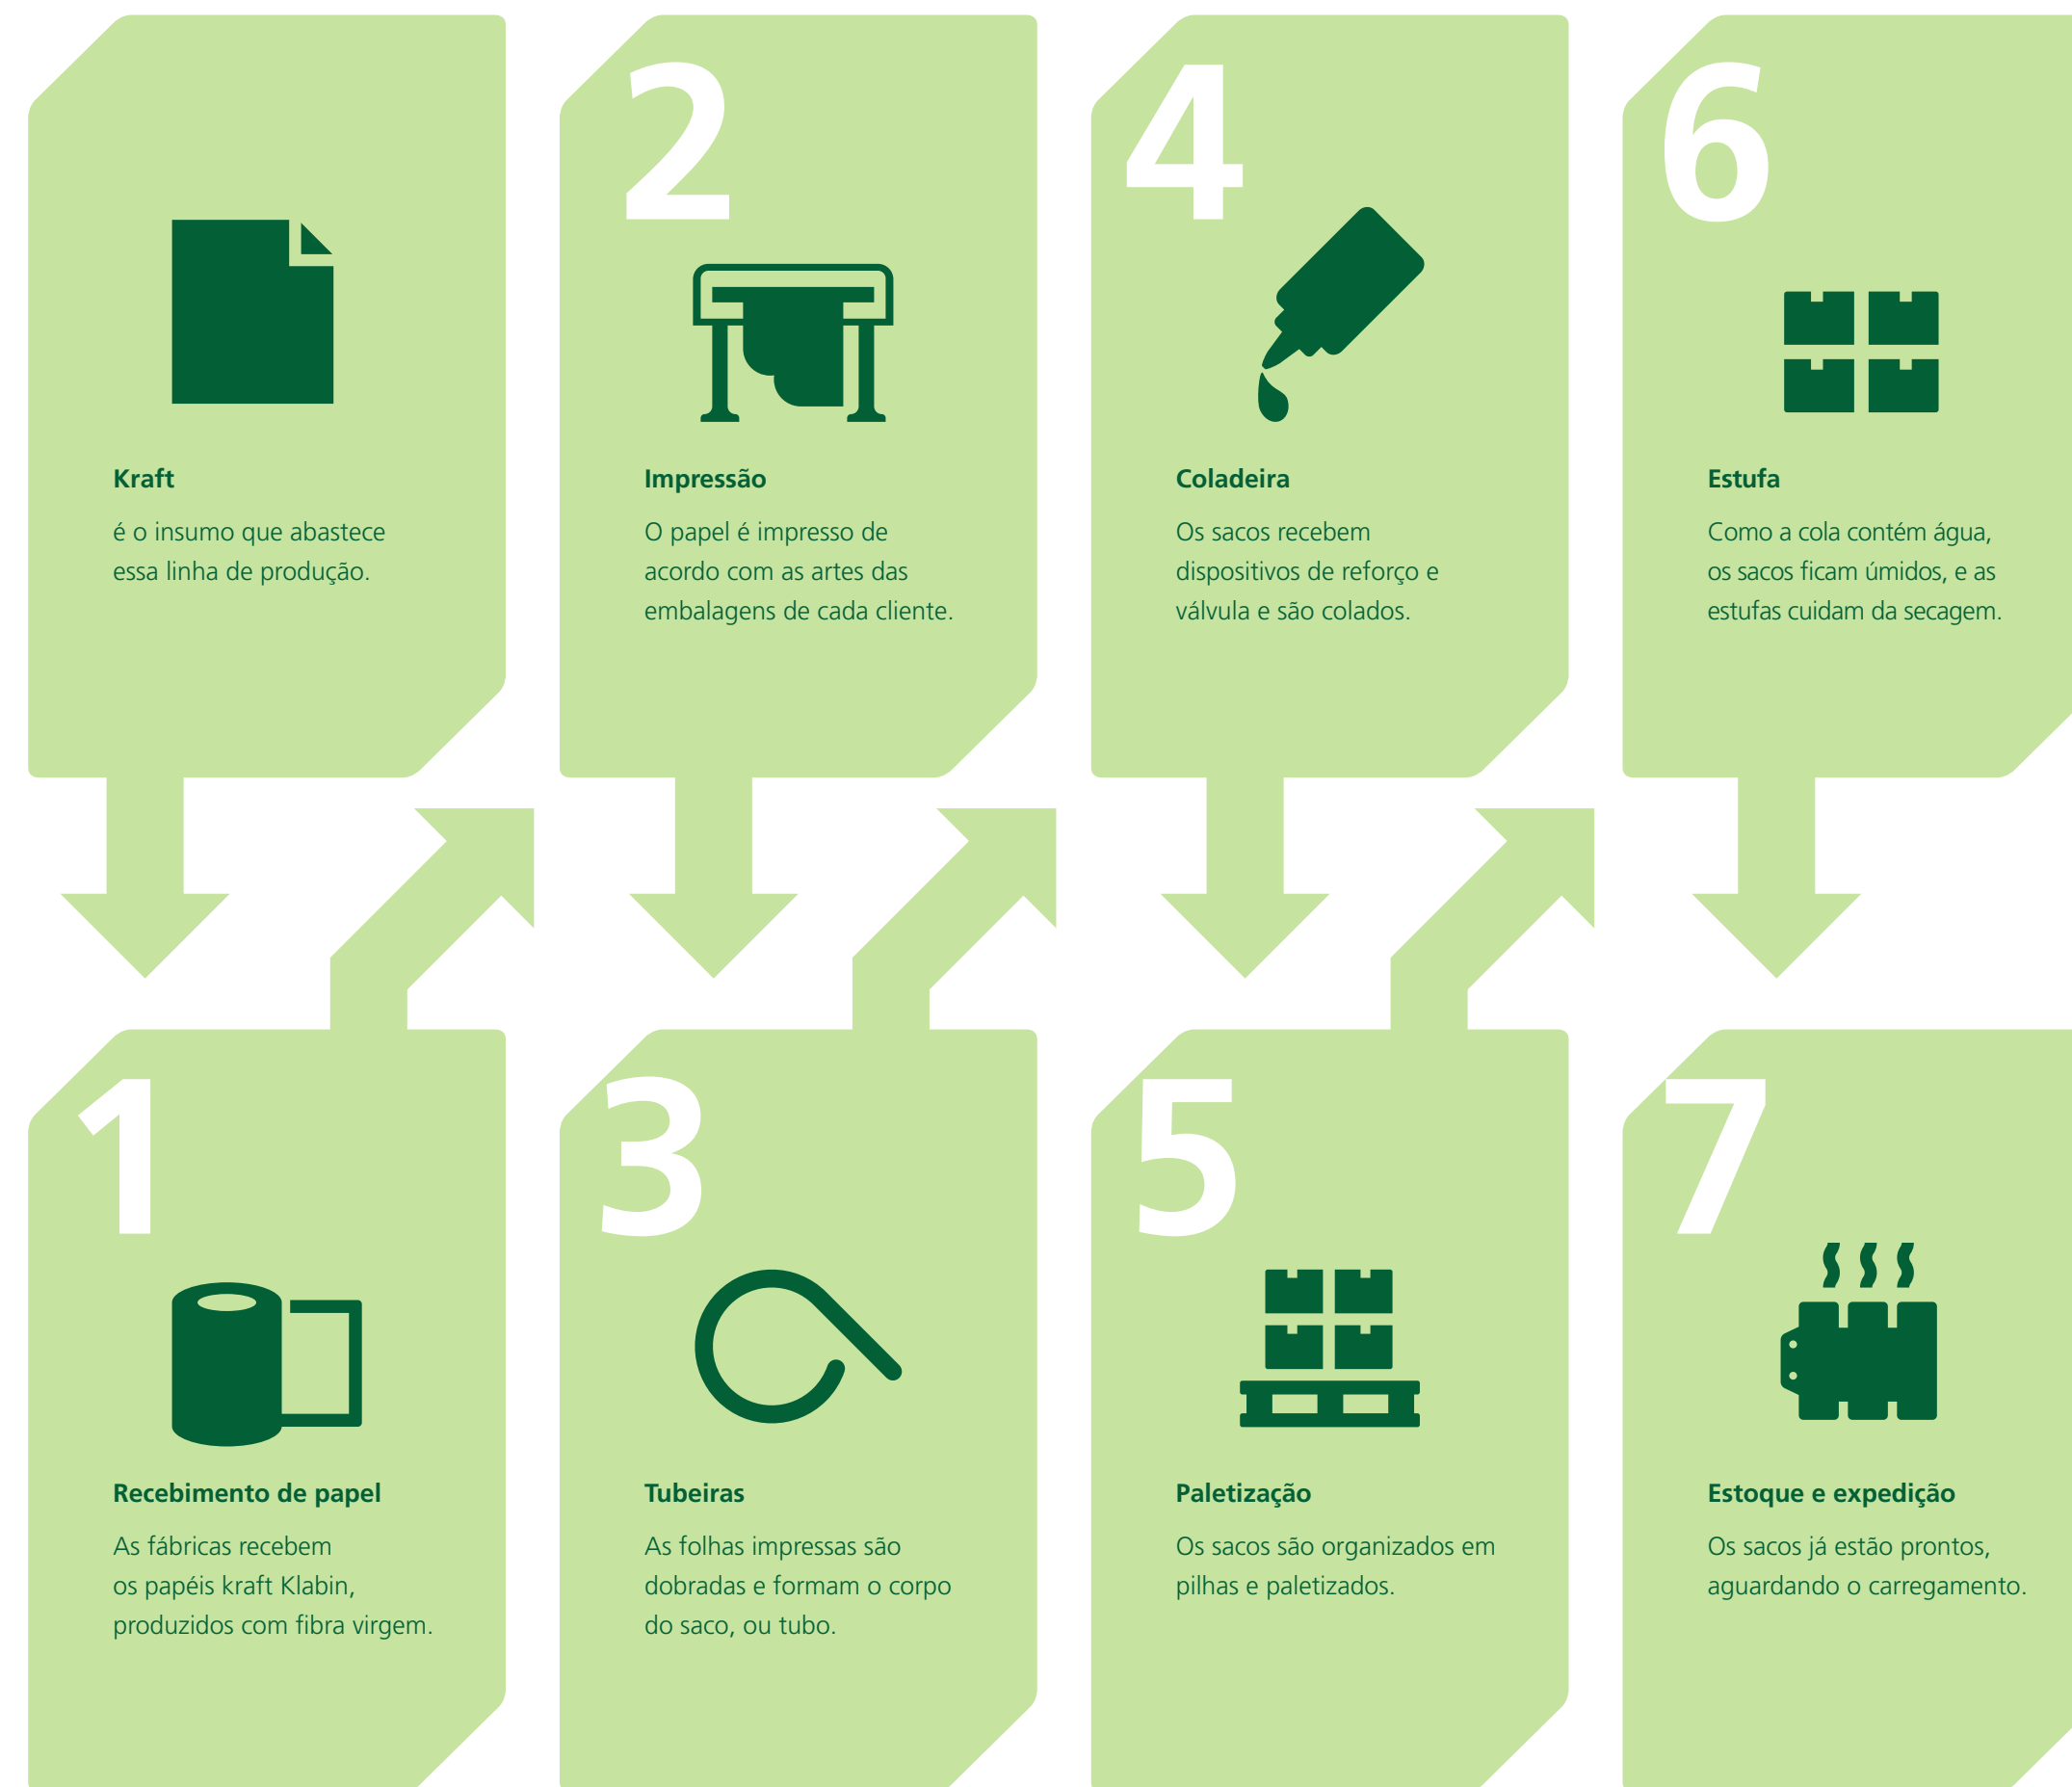 Kraft
é o insumo que abastece
essa linha de produção.
1
Recebimento de papel
As fábricas recebem
os papéis kraft Klabin,
produzidos com fibra virgem.
2
Impressão
O papel é impresso de
acordo com as artes das
embalagens de cada cliente.
3
Tubeiras
As folhas impressas são
dobradas e formam o corpo
do saco, ou tubo.
4
Coladeira
Os sacos recebem
dispositivos de reforço e
válvula e são colados.
5
Paletização
Os sacos são organizados em
pilhas e paletizados.
6
Estufa
Como a cola contém água,
os sacos ficam úmidos, e as
estufas cuidam da secagem.
7
Estoque e expedição
Os sacos já estão prontos,
aguardando o carregamento.